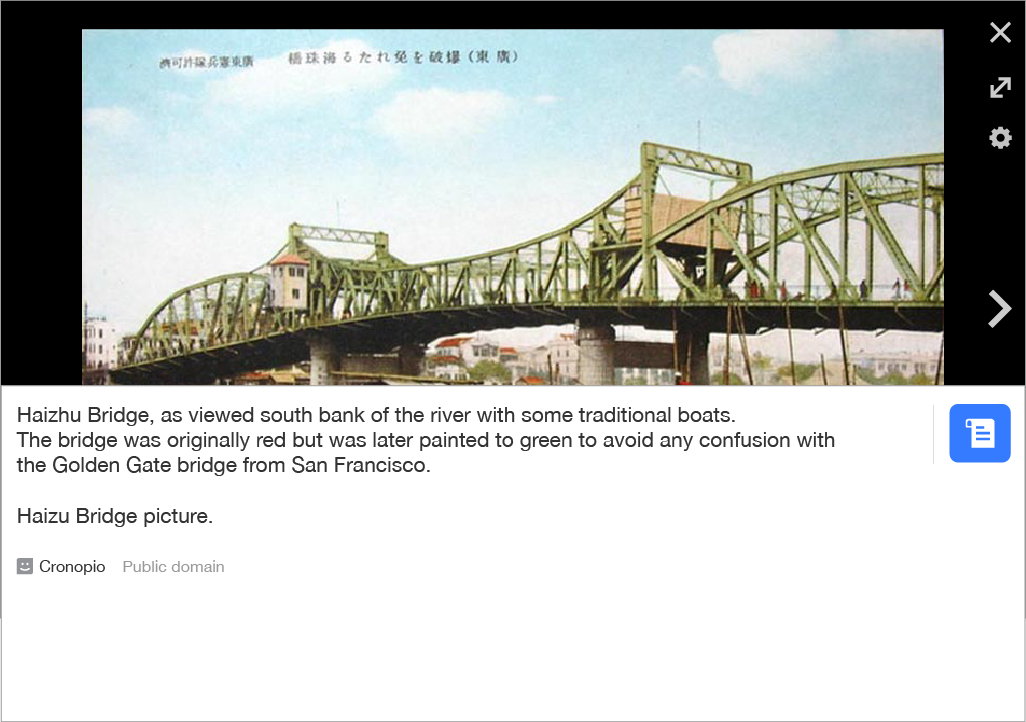 （廣東）爆破を免れたる海珠橋
廣東憲兵隊許可濟
Haizhu Bridge, as viewed south bank of the river with some traditional boats.
The bridge was originally red but was later painted to green to avoid any confusion with
the Golden Gate bridge from San Francisco.
Haizu Bridge picture.
Cronopio Public domain